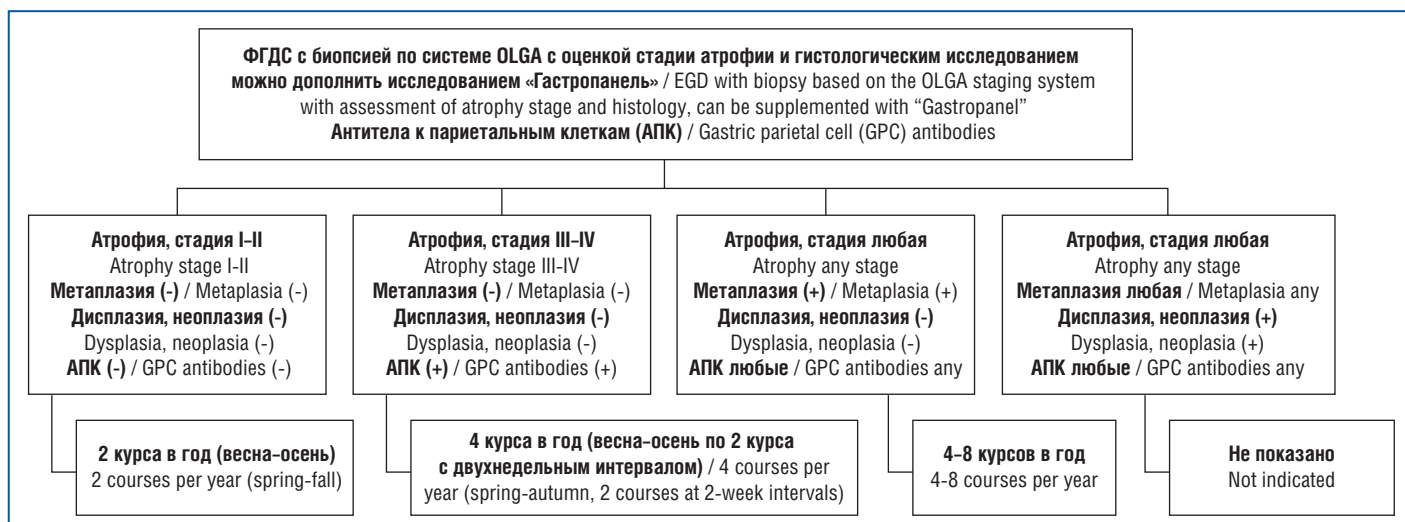 ФГДС с биопсией по системе OLGA с оценкой стадии атрофии и гистологическим исследованием
можно дополнить исследованием «Гастропанель» / EGD with biopsy based on the OLGA staging system
with assessment of atrophy stage and histology, can be supplemented with “Gastropanel”
Антитела к париетальным клеткам (АПК) / Gastric parietal cell (GPC) antibodies
Атрофия, стадия I–II
Atrophy stage I-II
Метаплазия (-) / Metaplasia (-)
Дисплазия, неоплазия (-)
Dysplasia, neoplasia (-)
АПК (-) / GPC antibodies (-)
Атрофия, стадия III–IV
Atrophy stage III-IV
Метаплазия (-) / Metaplasia (-)
Дисплазия, неоплазия (-)
Dysplasia, neoplasia (-)
АПК (+) / GPC antibodies (+)
Атрофия, стадия любая
Atrophy any stage
Метаплазия (+) / Metaplasia (+)
Дисплазия, неоплазия (-)
Dysplasia, neoplasia (-)
АПК любые / GPC antibodies any
Атрофия, стадия любая
Atrophy any stage
Метаплазия любая / Metaplasia any
Дисплазия, неоплазия (+)
Dysplasia, neoplasia (+)
АПК любые / GPC antibodies any
2 курса в год (весна–осень)
2 courses per year (spring-fall)
4 курса в год (весна–осень по 2 курса
с двухнедельным интервалом) / 4 courses per
year (spring-autumn, 2 courses at 2-week intervals)
4–8 курсов в год
4-8 courses per year
Не показано
Not indicated